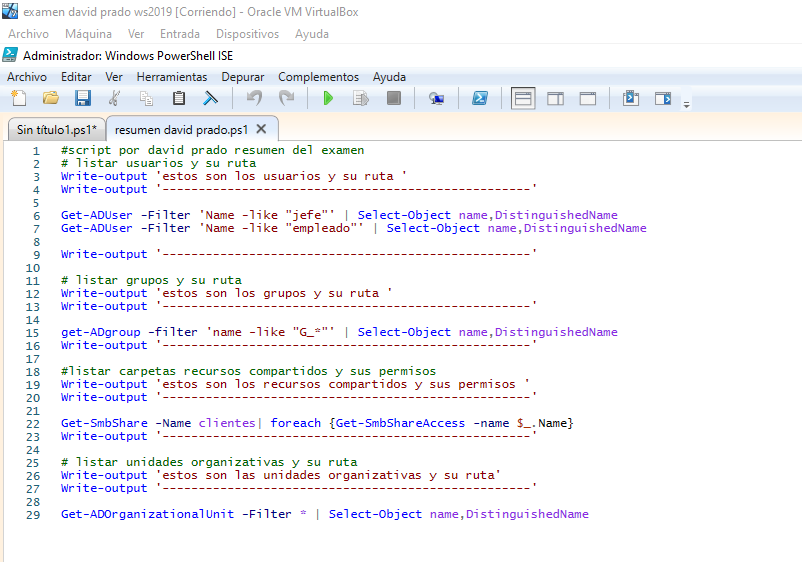 examen david prado ws2019 [Corriendo] - Oracle VM VirtualBox
Archivo Máquina Ver Entrada Dispositivos Ayuda
Administrador: Windows PowerShell ISE
Archivo Editar Ver Herramientas Depurar Complementos Ayuda
Sin título1.ps1* resumen david prado.ps1 X
1 #script por david prado resumen del examen
2 # listar usuarios y su ruta
3 Write-output 'estos son los usuarios y su ruta '
4 Write-output '---------------------------------------------------'
5
6 Get-ADUser -Filter 'Name -like "jefe"' | Select-Object name,DistinguishedName
7 Get-ADUser -Filter 'Name -like "empleado"' | Select-Object name,DistinguishedName
8
9 Write-output '---------------------------------------------------'
10
11 # listar grupos y su ruta
12 Write-output 'estos son los grupos y su ruta '
13 Write-output '---------------------------------------------------'
14
15 get-ADgroup -filter 'name -like "G_*"' | Select-Object name,DistinguishedName
16 Write-output '---------------------------------------------------'
17
18 #listar carpetas recursos compartidos y sus permisos
19 Write-output 'estos son los recursos compartidos y sus permisos '
20 Write-output '---------------------------------------------------'
21
22 Get-SmbShare -Name clientes| foreach {Get-SmbShareAccess -name $_.Name}
23 Write-output '---------------------------------------------------'
24
25 # listar unidades organizativas y su ruta
26 Write-output 'estos son las unidades organizativas y su ruta'
27 Write-output '---------------------------------------------------'
28
29 Get-ADOrganizationalUnit -Filter * | Select-Object name,DistinguishedName